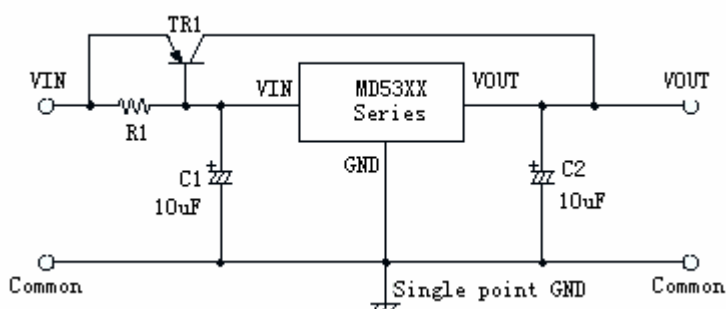 TR1
VIN
VIN
MD53XX
Series
VOUT
VOUT
R1
GND
C1
10uF
C2
10uF
Common
Single point GND
Common